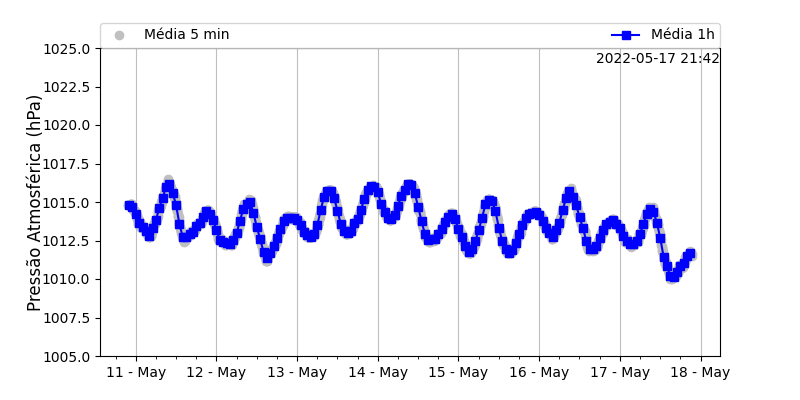 Média 5 min
Média 1h
2022-05-17 21:42
Pressão Atmosférica (hPa)
1025.0
1022.5
1020.0
1017.5
1015.0
1012.5
1010.0
1007.5
1005.0
11 - May
12 - May
13 - May
14 - May
15 - May
16 - May
17 - May
18 - May